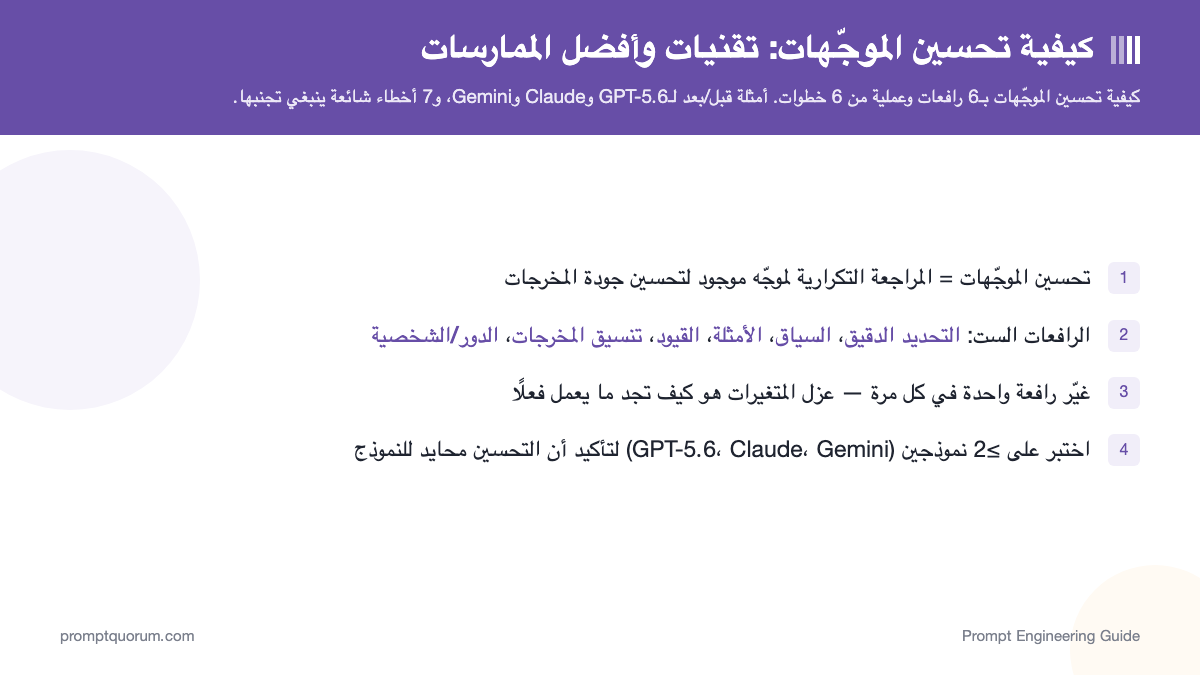 كيفية تحسين الموجّهات: تقنيات وأفضل الممارسات
كيفية تحسين الموجّهات بـ6 رافعات وعملية من 6 خطوات. أمثلة قبل/بعد لـGPT-5.6 وClaude وGemini، و7 أخطاء شائعة ينبغي تجنبها.
1 تحسين الموجّهات = المراجعة التكرارية لموجّه موجود لتحسين جودة المخرجات
2 الرافعات الست: التحديد الدقيق، السياق، الأمثلة، القيود، تنسيق المخرجات، الدور/الشخصية
3 غيّر رافعة واحدة في كل مرة — عزل المتغيرات هو كيف تجد ما يعمل فعلًا
4 اختبر على ≥2 نموذجين (GPT-5.6، Claude، Gemini) لتأكيد أن التحسين محايد للنموذج
promptquorum.com
Prompt Engineering Guide